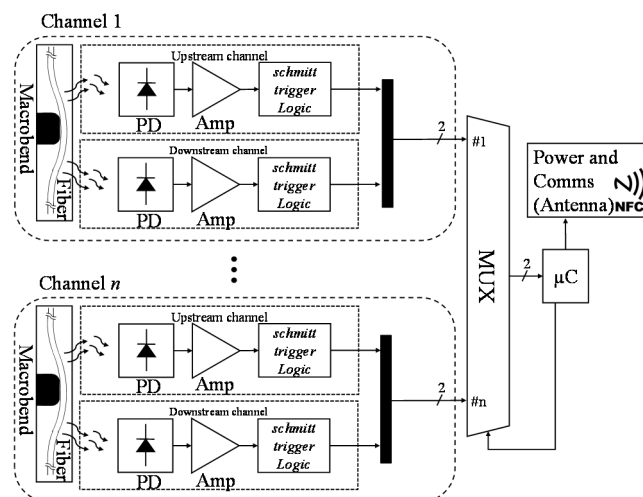 Channel 1
Macrobend
Fiber
Upstream channel
PD
Amp
schmitt
trigger
Logic
Downstream channel
PD
Amp
schmitt
trigger
Logic
2
#1
Channel n
Macrobend
Fiber
Upstream channel
PD
Amp
schmitt
trigger
Logic
Downstream channel
PD
Amp
schmitt
trigger
Logic
2
#n
MUX
2
µC
Power and
Comms
(Antenna)
NFC